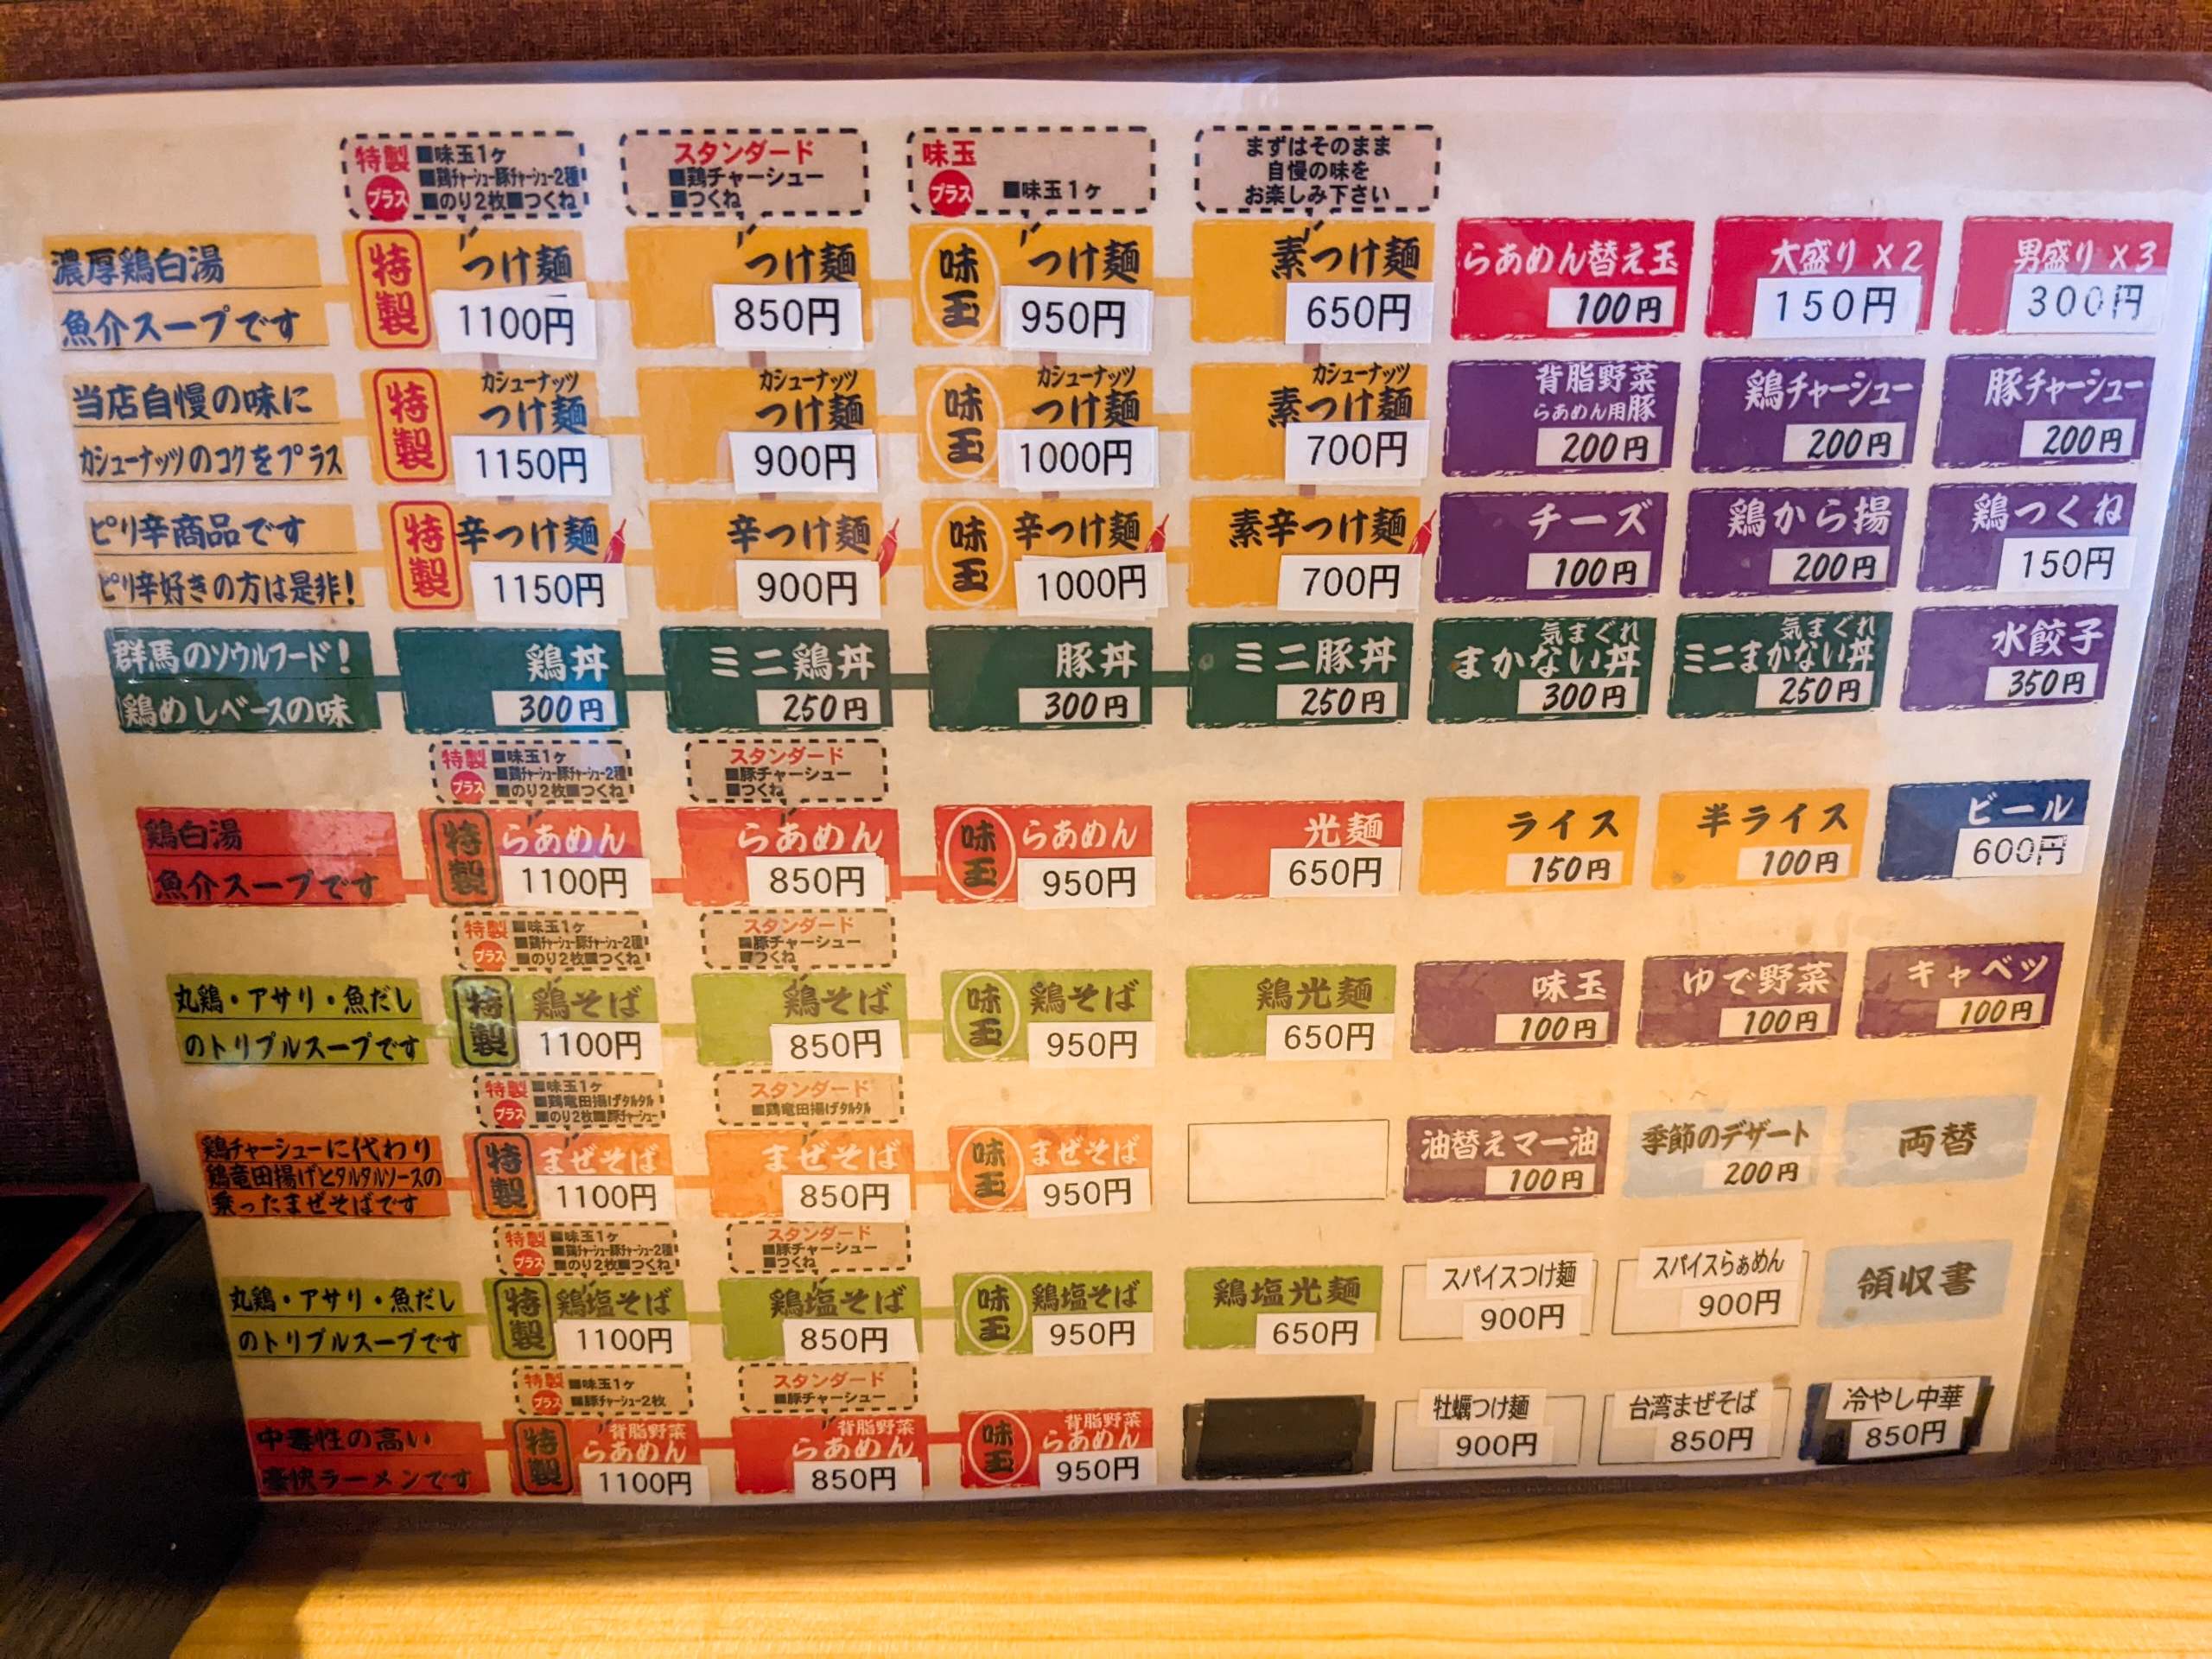 特製 ■味玉1ヶ
プラス ■鶏チャーシュー豚チャーシュー2種
■のり2枚■つくね
スタンダード
■鶏チャーシュー
■つくね
味玉
プラス ■味玉1ヶ
まずはそのまま
自慢の味を
お楽しみ下さい
濃厚鶏白湯
魚介スープです
特製 つけ麺
1100円
つけ麺
850円
味玉 つけ麺
950円
素つけ麺
650円
らあめん替え玉
100円
大盛り×2
150円
男盛り×3
300円
当店自慢の味に
カシューナッツのコクをプラス
特製 カシューナッツ
つけ麺
1150円
カシューナッツ
つけ麺
900円
味玉 カシューナッツ
つけ麺
1000円
カシューナッツ
素つけ麺
700円
背脂野菜
らあめん用豚
200円
鶏チャーシュー
200円
豚チャーシュー
200円
ピリ辛商品です
ピリ辛好きの方は是非!
特製 辛つけ麺
1150円
辛つけ麺
900円
味玉 辛つけ麺
1000円
素辛つけ麺
700円
チーズ
100円
鶏から揚
200円
鶏つくね
150円
群馬のソウルフード!
鶏めしベースの味
鶏丼
300円
ミニ鶏丼
250円
豚丼
300円
ミニ豚丼
250円
気まぐれ
まかない丼
300円
気まぐれ
ミニまかない丼
250円
水餃子
350円
特製 ■味玉1ヶ
プラス ■鶏チャーシュー豚チャーシュー2種
■のり2枚■つくね
スタンダード
■豚チャーシュー
■つくね
鶏白湯
魚介スープです
特製 らあめん
1100円
らあめん
850円
味玉 らあめん
950円
光麺
650円
ライス
150円
半ライス
100円
ビール
600円
特製 ■味玉1ヶ
プラス ■鶏チャーシュー豚チャーシュー2種
■のり2枚■つくね
スタンダード
■豚チャーシュー
■つくね
丸鶏・アサリ・魚だし
のトリプルスープです
特製 鶏そば
1100円
鶏そば
850円
味玉 鶏そば
950円
鶏光麺
650円
味玉
100円
ゆで野菜
100円
キャベツ
100円
特製 ■味玉1ヶ
プラス ■鶏竜田揚げタルタル
■のり2枚■豚チャーシュー
スタンダード
■鶏竜田揚げタルタル
鶏チャーシューに代わり
鶏竜田揚げとタルタルソースの
乗ったまぜそばです
特製 まぜそば
1100円
まぜそば
850円
味玉 まぜそば
950円
油替えマー油
100円
季節のデザート
200円
両替
特製 ■味玉1ヶ
プラス ■鶏チャーシュー豚チャーシュー2種
■のり2枚■つくね
スタンダード
■豚チャーシュー
■つくね
丸鶏・アサリ・魚だし
のトリプルスープです
特製 鶏塩そば
1100円
鶏塩そば
850円
味玉 鶏塩そば
950円
鶏塩光麺
650円
スパイスつけ麺
900円
スパイスらぁめん
900円
領収書
特製 ■味玉1ヶ
プラス ■豚チャーシュー2枚
スタンダード
■豚チャーシュー
中毒性の高い
豪快ラーメンです
特製 背脂野菜
らあめん
1100円
背脂野菜
らあめん
850円
味玉 背脂野菜
らあめん
950円
牡蠣つけ麺
900円
台湾まぜそば
850円
冷やし中華
850円